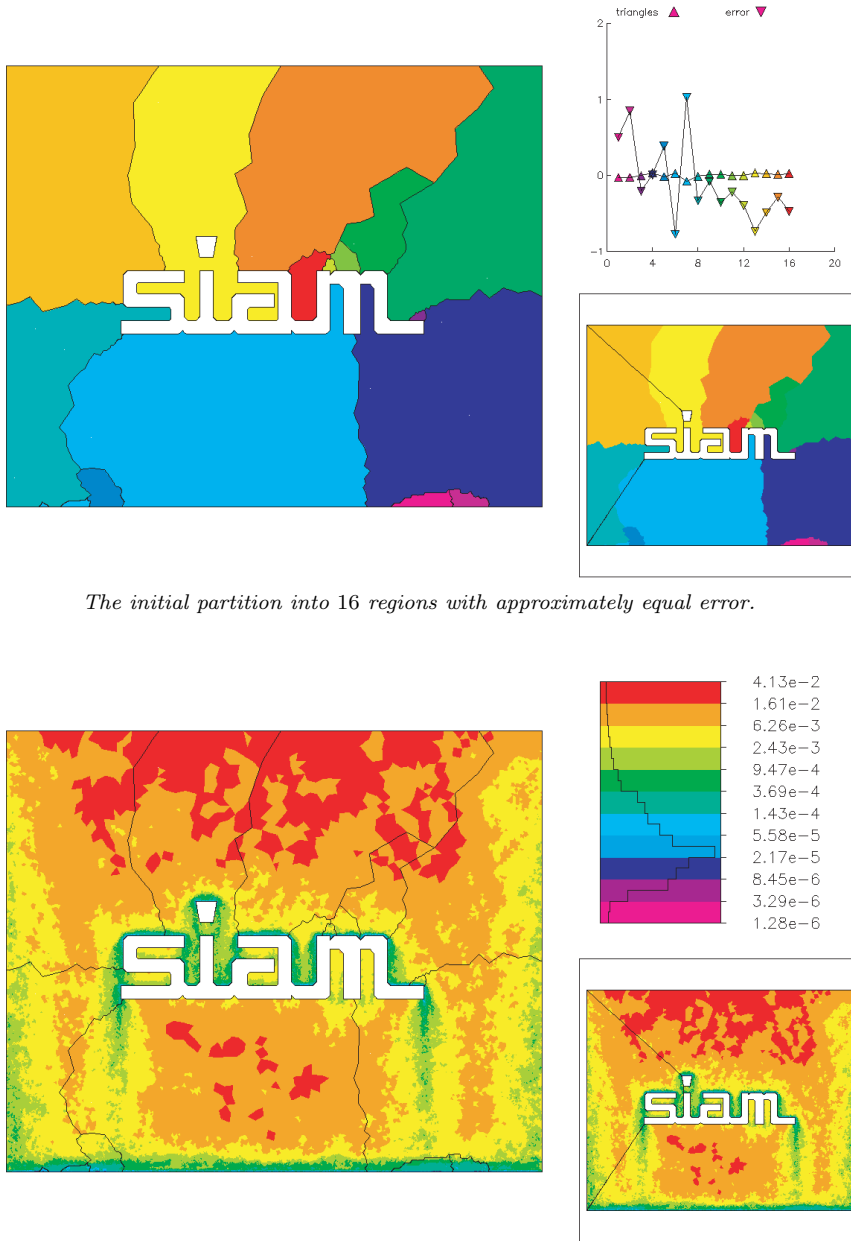 triangles error
2
1
0
−1
0 4 8 12 16 20
siam
siam
The initial partition into 16 regions with approximately equal error.
4.13e−2
1.61e−2
6.26e−3
2.43e−3
9.47e−4
3.69e−4
1.43e−4
5.58e−5
2.17e−5
8.45e−6
3.29e−6
1.28e−6
siam
siam